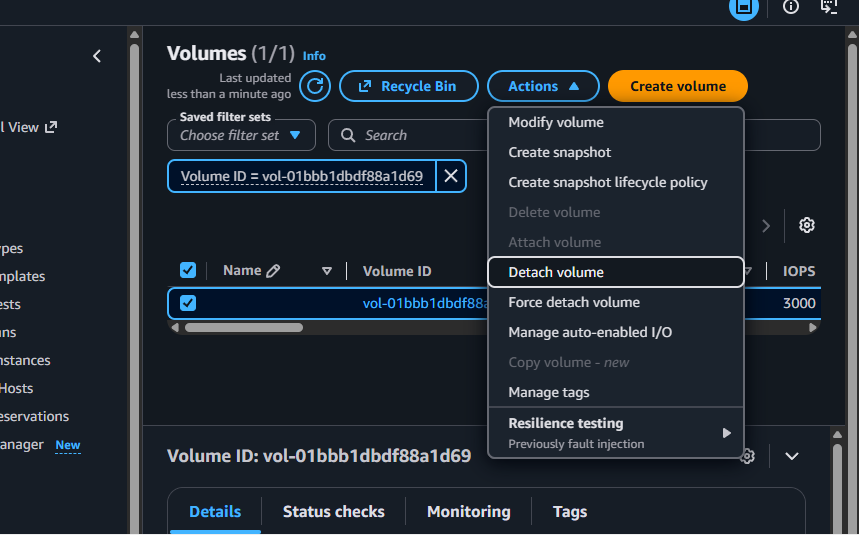 Volumes (1/1) Info
Last updated
less than a minute ago
Recycle Bin
Actions
Create volume
Saved filter sets
Choose filter set
Search
Volume ID = vol-01bbb1dbdf88a1d69
Modify volume
Create snapshot
Create snapshot lifecycle policy
Delete volume
Attach volume
Detach volume
Force detach volume
Manage auto-enabled I/O
Copy volume - new
Manage tags
Resilience testing
Previously fault injection
Name
Volume ID
IOPS
vol-01bbb1dbdf88a
3000
Volume ID: vol-01bbb1dbdf88a1d69
Details
Status checks
Monitoring
Tags
l View
ypes
mplates
ests
ns
nstances
Hosts
eservations
anager New